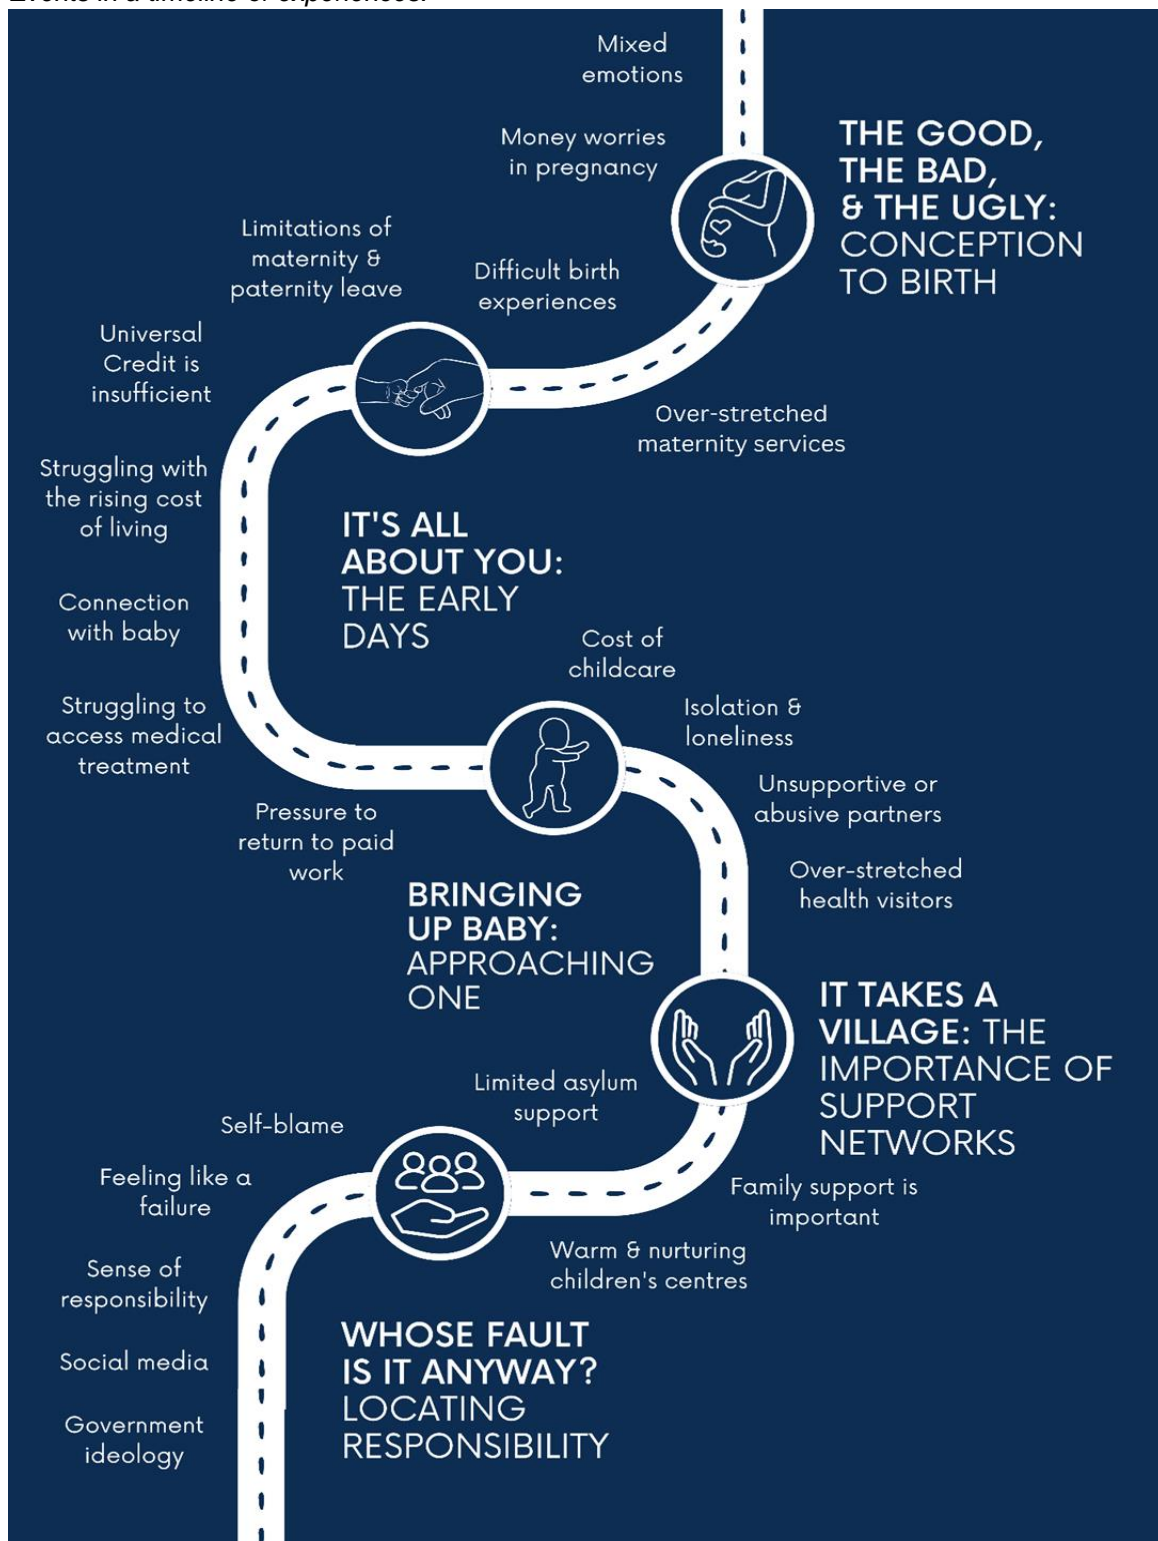 Events in a timeline of experiences.
Mixed
emotions
Money worries
in pregnancy
THE GOOD,
THE BAD,
& THE UGLY:
CONCEPTION
TO BIRTH
Limitations of
maternity &
paternity leave
Difficult birth
experiences
Universal
Credit is
insufficient
Over-stretched
maternity services
Struggling with
the rising cost
of living
IT'S ALL
ABOUT YOU:
THE EARLY
DAYS
Connection
with baby
Cost of
childcare
Struggling to
access medical
treatment
Isolation &
loneliness
Unsupportive or
abusive partners
Pressure to
return to paid
work
Over-stretched
health visitors
BRINGING
UP BABY:
APPROACHING
ONE
IT TAKES A
VILLAGE: THE
IMPORTANCE OF
SUPPORT
NETWORKS
Limited asylum
support
Self-blame
Feeling like a
failure
Family support is
important
Warm & nurturing
children's centres
Sense of
responsibility
WHOSE FAULT
IS IT ANYWAY?
LOCATING
RESPONSIBILITY
Social media
Government
ideology